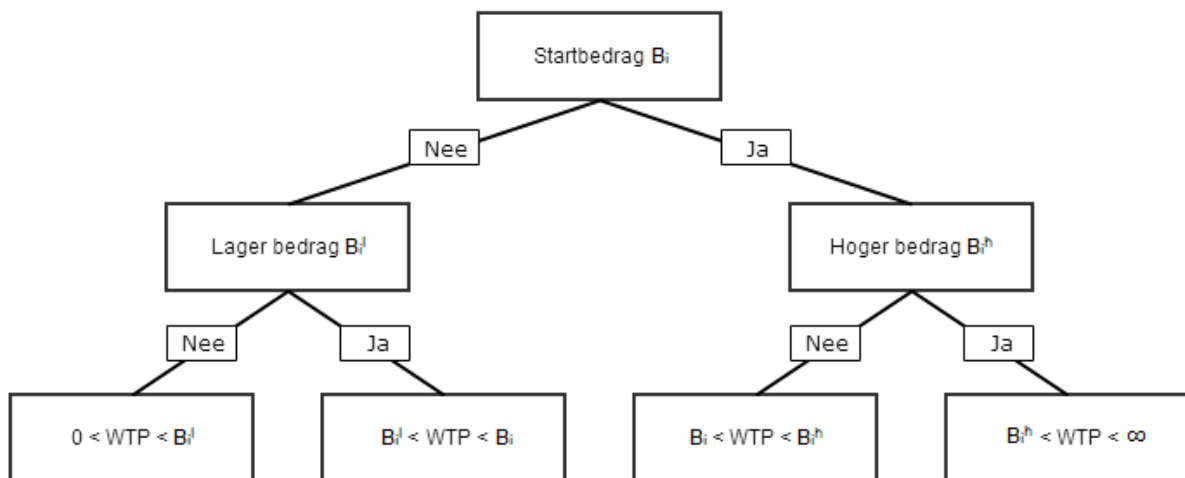 Startbedrag Bᵢ
Nee
Ja
Lager bedrag Bᵢˡ
Hoger bedrag Bᵢʰ
Nee
Ja
Nee
Ja
0 < WTP < Bᵢˡ
Bᵢˡ < WTP < Bᵢ
Bᵢ < WTP < Bᵢʰ
Bᵢʰ < WTP < ∞